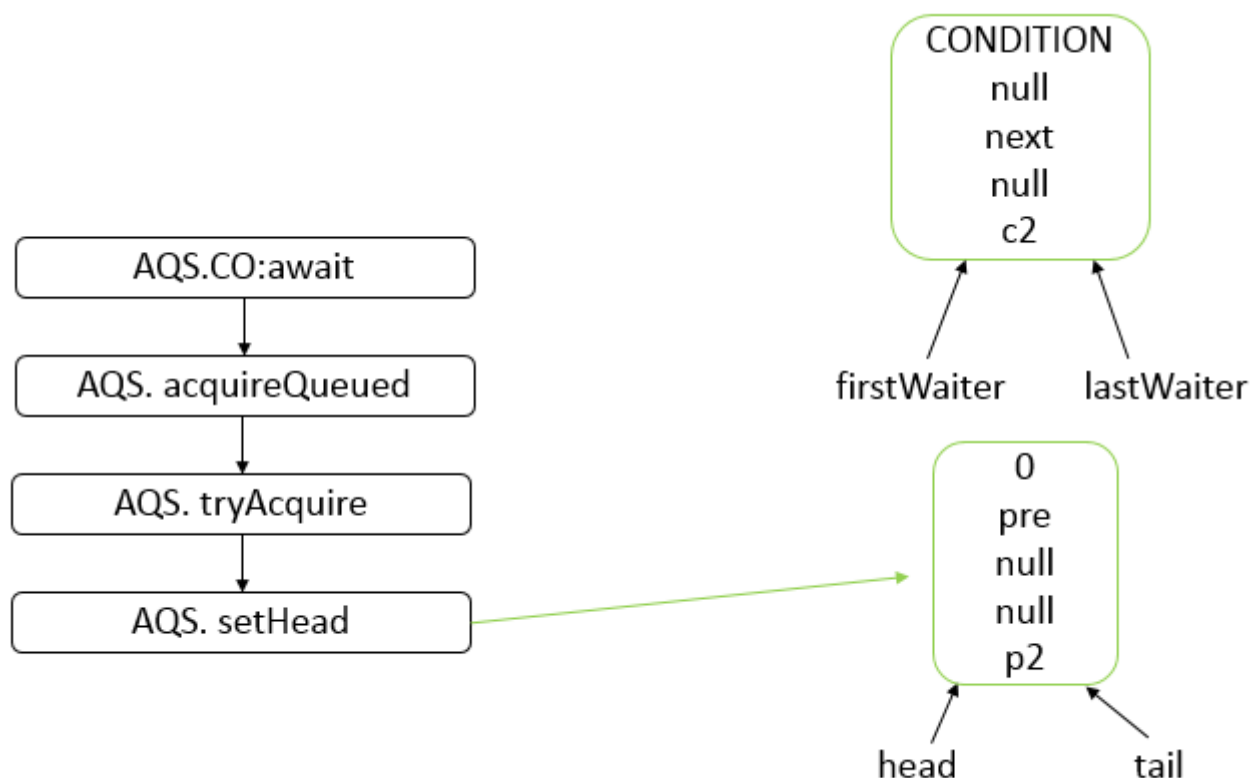 AQS.CO:await
AQS. acquireQueued
AQS. tryAcquire
AQS. setHead
CONDITION
null
next
null
c2
firstWaiter
lastWaiter
0
pre
null
null
p2
head
tail